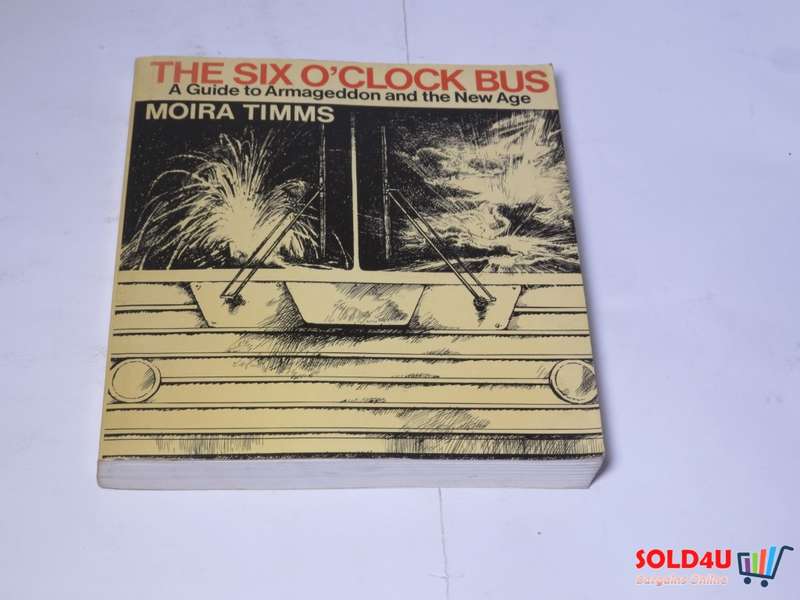 THE SIX O'CLOCK BUS
A Guide to Armageddon and the New Age
MOIRA TIMMS
SOLD4U
Bargains Online